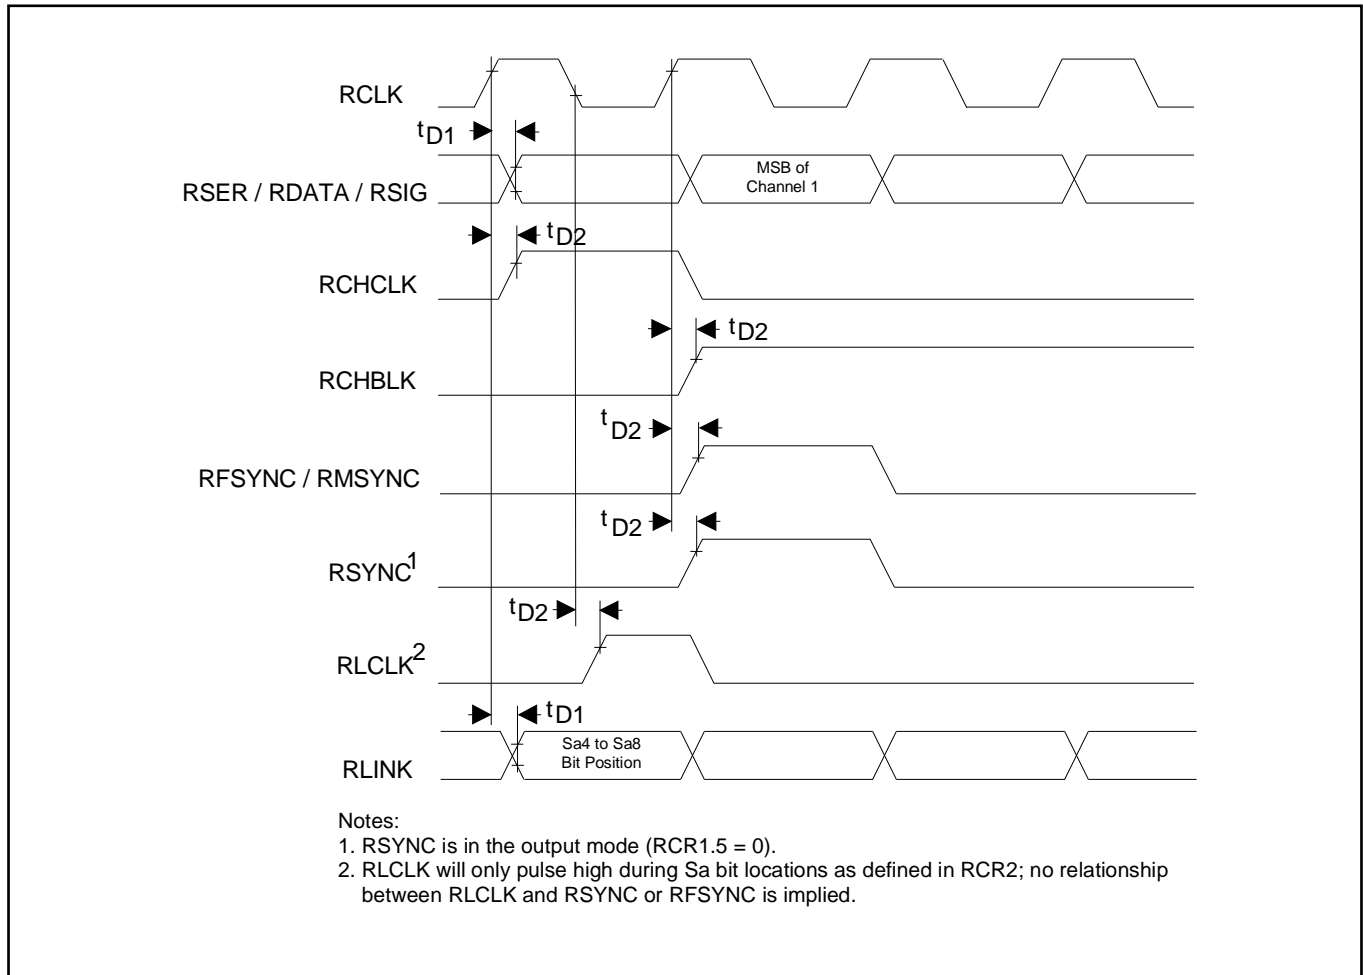 RCLK
tD1
RSER / RDATA / RSIG
MSB of
Channel 1
tD2
RCHCLK
tD2
RCHBLK
tD2
RFSYNC / RMSYNC
tD2
RSYNC1
tD2
RLCLK2
tD1
RLINK
Sa4 to Sa8
Bit Position
Notes:
1. RSYNC is in the output mode (RCR1.5 = 0).
2. RLCLK will only pulse high during Sa bit locations as defined in RCR2; no relationship
between RLCLK and RSYNC or RFSYNC is implied.